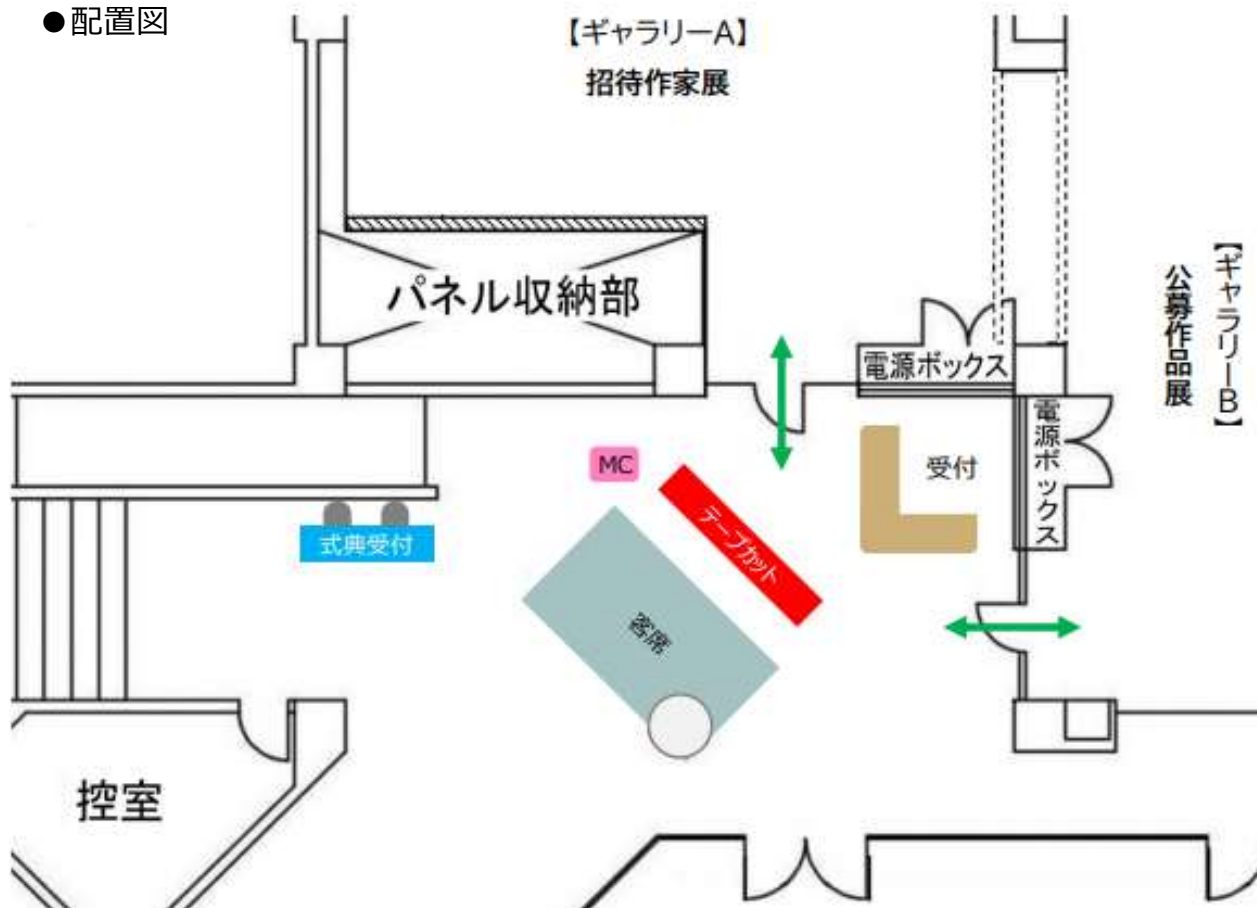 ●配置図
【ギャラリーA】
招待作家展
パネル収納部
電源ボックス
【ギャラリーB】
公募作品展
電源ボックス
受付
MC
テープカット
式典受付
客席
控室